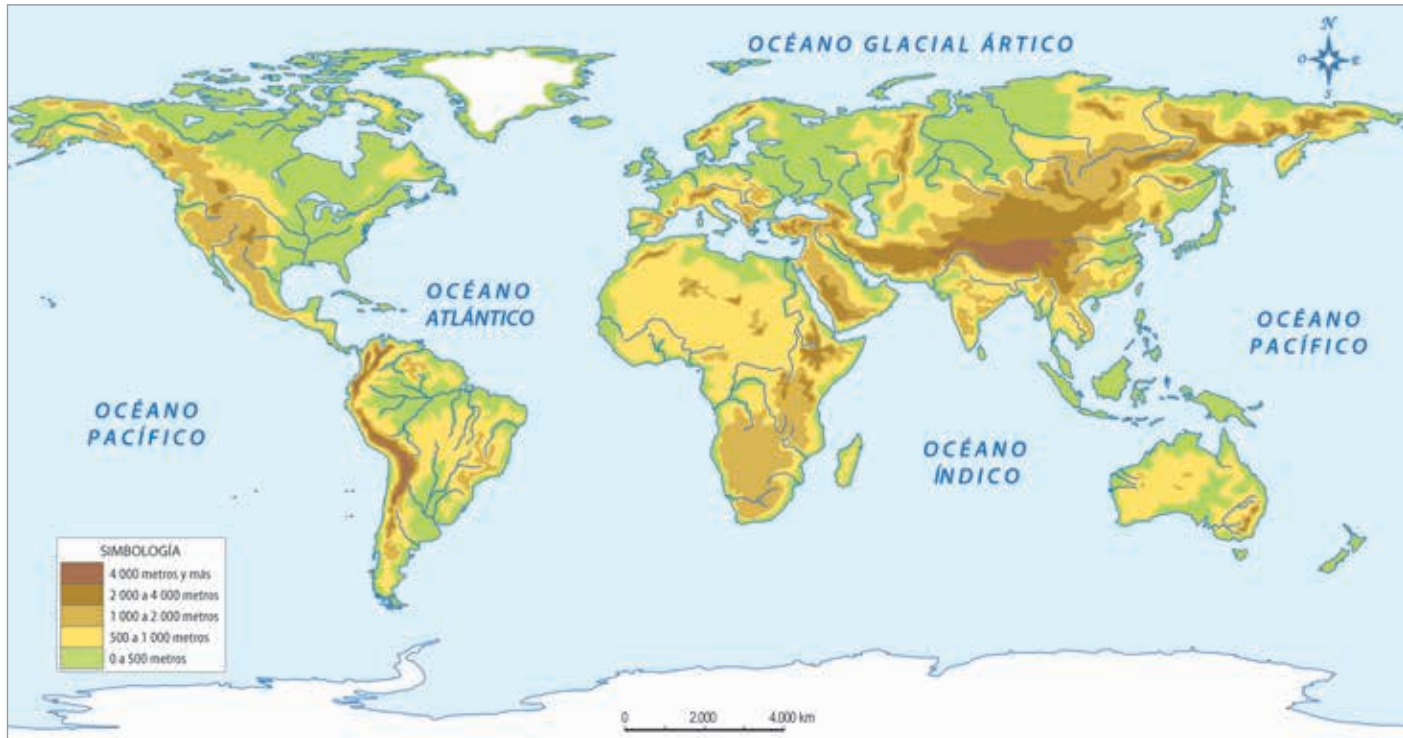 OCÉANO GLACIAL ÁRTICO
N
O
E
S
OCÉANO
ATLÁNTICO
OCÉANO
PACÍFICO
OCÉANO
PACÍFICO
OCÉANO
ÍNDICO
SIMBOLOGÍA
4 000 metros y más
2 000 a 4 000 metros
1 000 a 2 000 metros
500 a 1 000 metros
0 a 500 metros
0 2.000 4.000 km